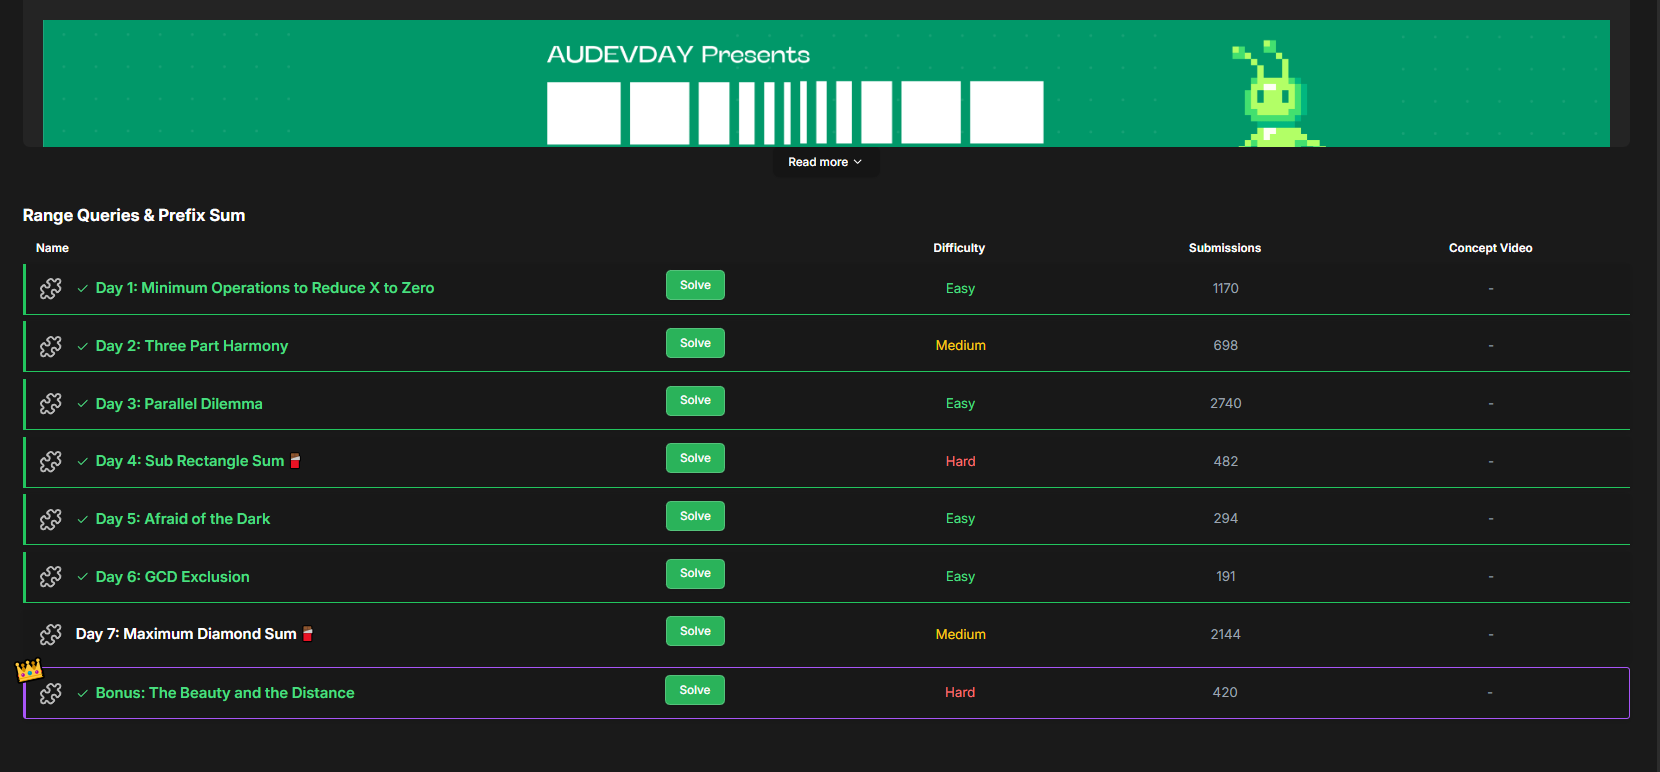 AUDEVDAY Presents
Read more
Range Queries & Prefix Sum
Name Difficulty Submissions Concept Video
Day 1: Minimum Operations to Reduce X to Zero Solve Easy 1170 -
Day 2: Three Part Harmony Solve Medium 698 -
Day 3: Parallel Dilemma Solve Easy 2740 -
Day 4: Sub Rectangle Sum 🍫 Solve Hard 482 -
Day 5: Afraid of the Dark Solve Easy 294 -
Day 6: GCD Exclusion Solve Easy 191 -
Day 7: Maximum Diamond Sum 🍫 Solve Medium 2144 -
Bonus: The Beauty and the Distance Solve Hard 420 -